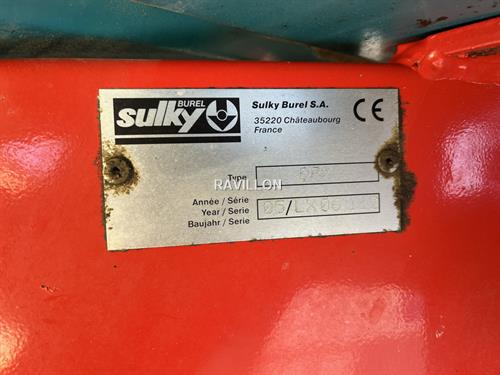 BUREL
sulky
Sulky Burel S.A.
35220 Châteaubourg
France
CE
Type
RAVILLON
Année / Série
Year / Serie
Baujahr / Serie